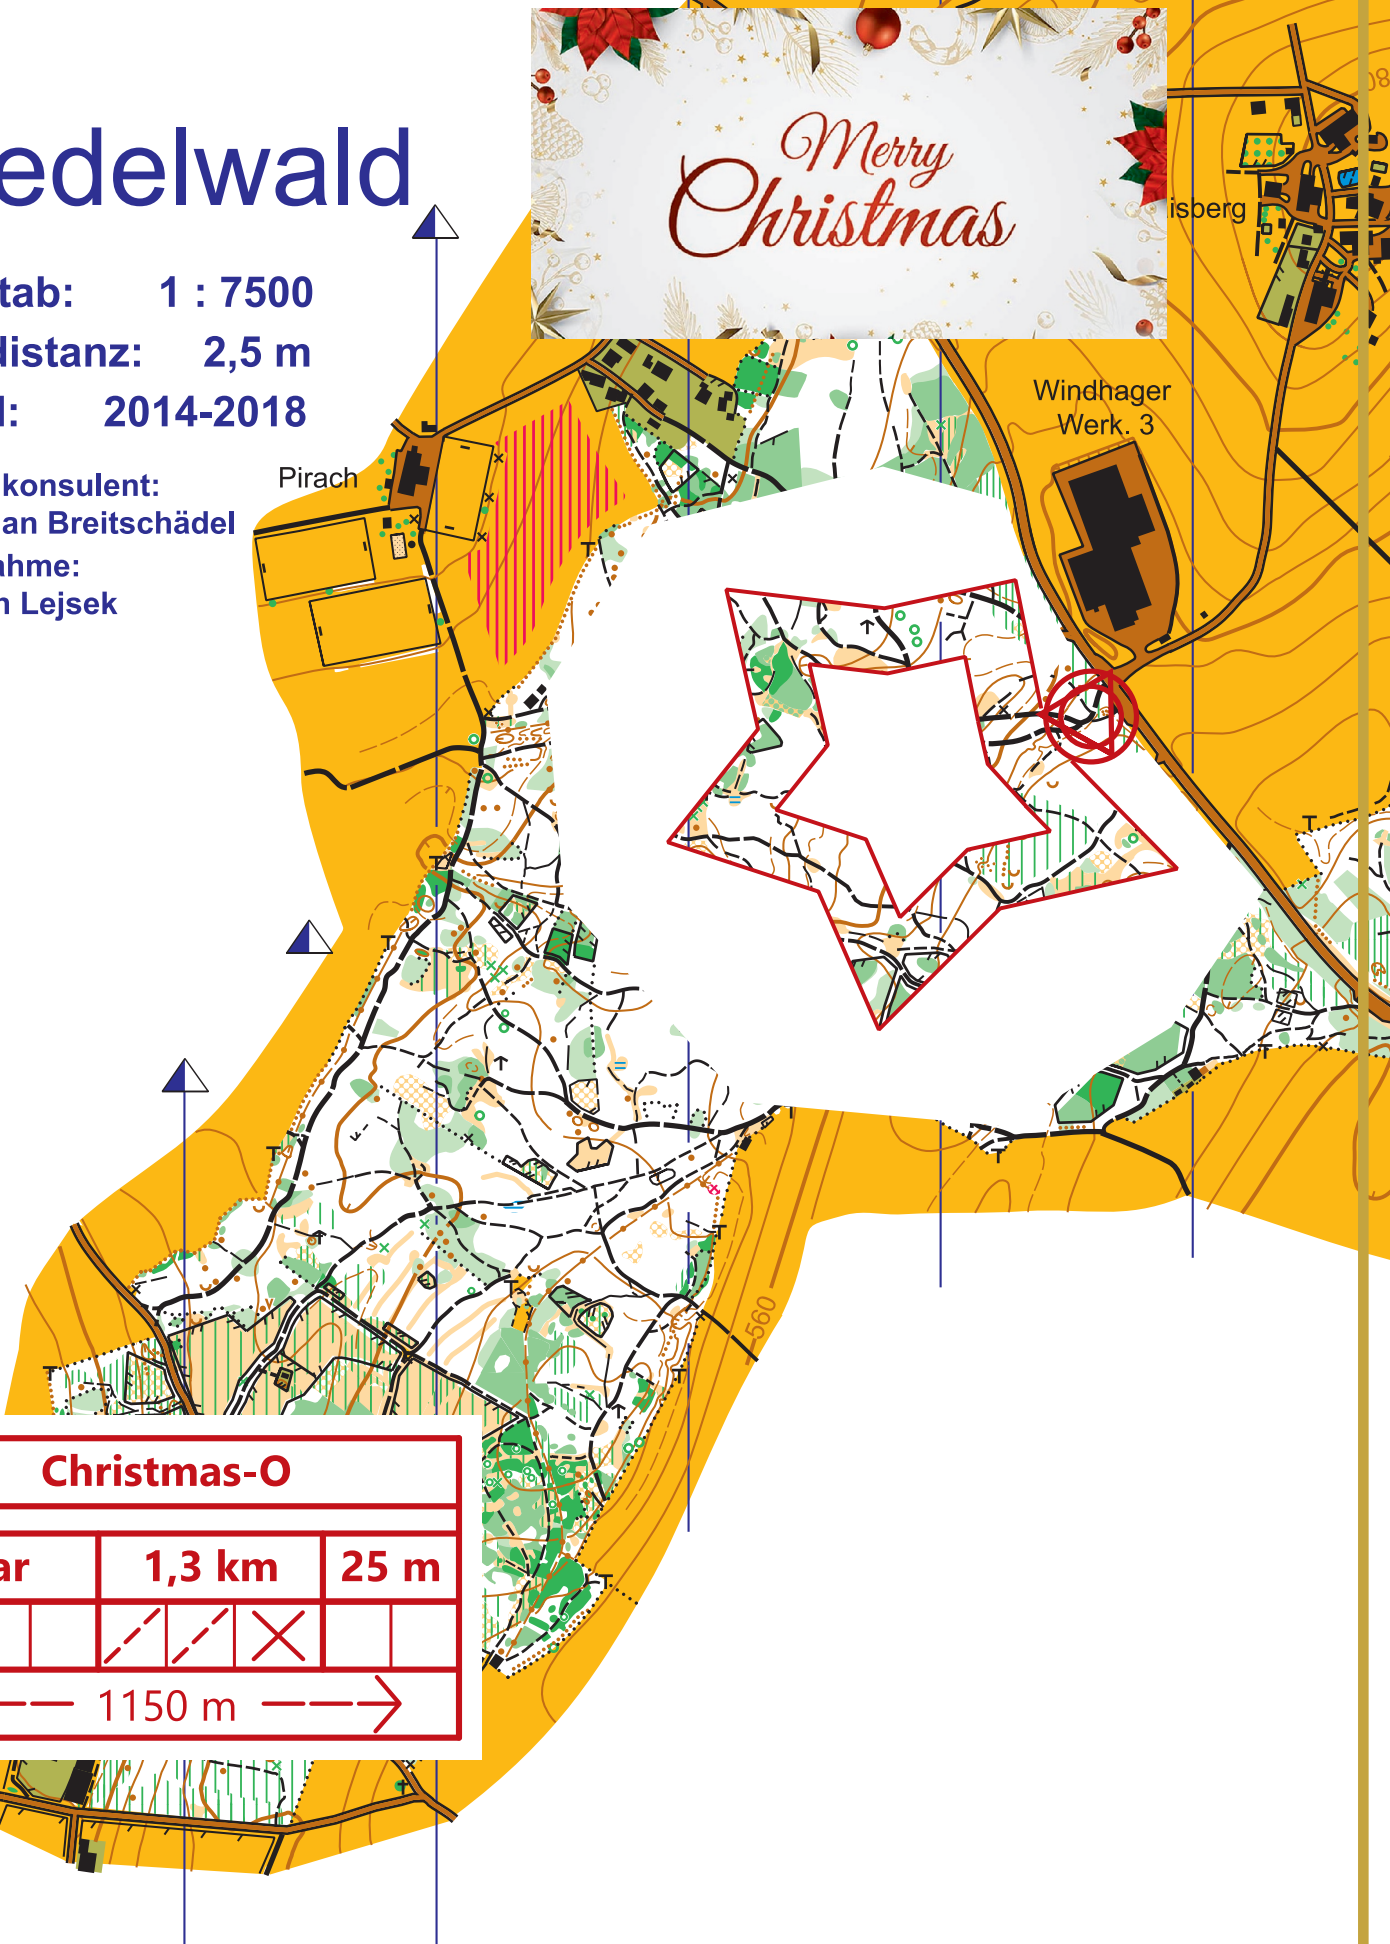 Merry
Christmas
edelwald
isberg
tab: 1 : 7500
distanz: 2,5 m
l: 2014-2018
Windhager
Werk. 3
Pirach
konsulent:
an Breitschädel
ahme:
n Lejsek
560
Christmas-O
ar 1,3 km 25 m
1150 m